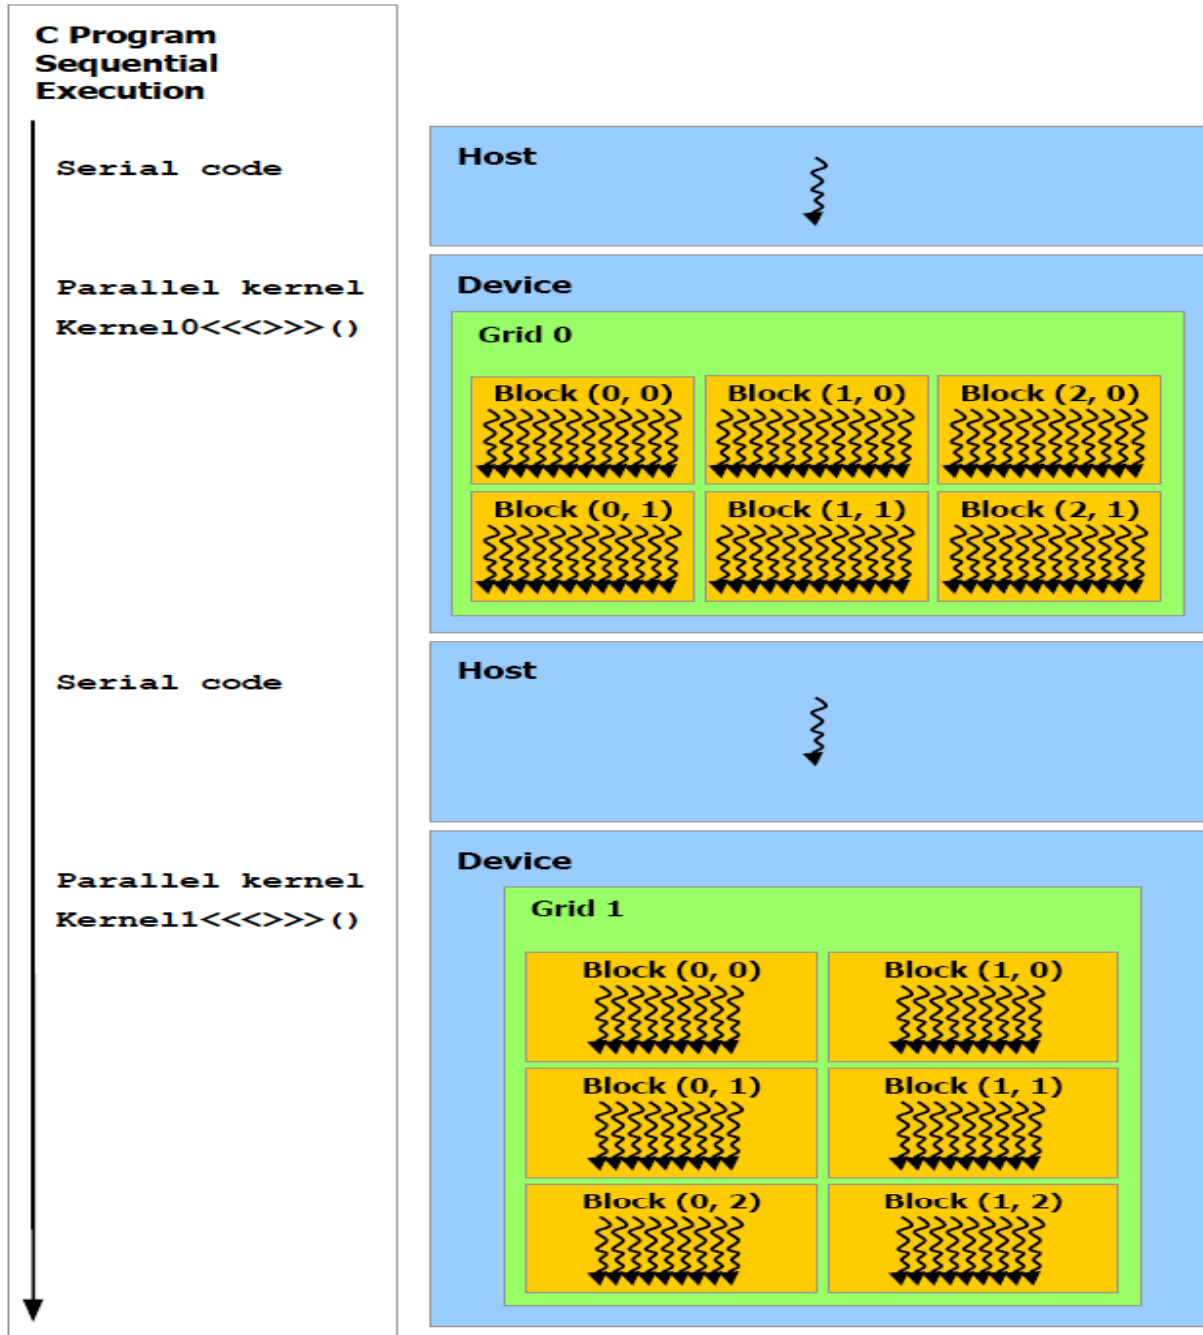 C Program
Sequential
Execution
Serial code
Host
Parallel kernel
Kernel0<<<>>>()
Device
Grid 0
Block (0, 0)
Block (1, 0)
Block (2, 0)
Block (0, 1)
Block (1, 1)
Block (2, 1)
Serial code
Host
Parallel kernel
Kernel1<<<>>>()
Device
Grid 1
Block (0, 0)
Block (1, 0)
Block (0, 1)
Block (1, 1)
Block (0, 2)
Block (1, 2)